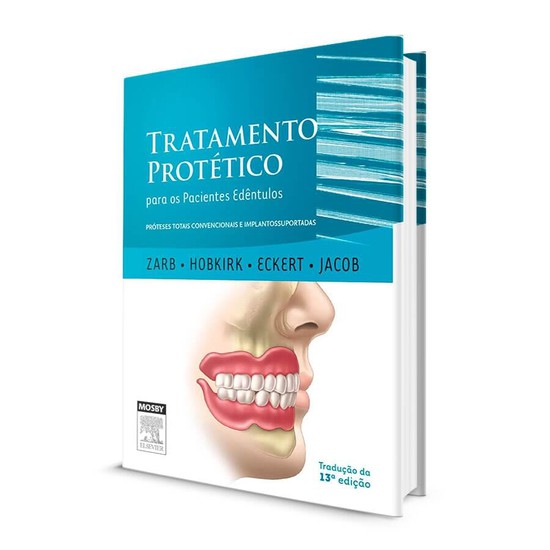 TRATAMENTO
PROTÉTICO
para os Pacientes Edêntulos
PRÓTESES TOTAIS CONVENCIONAIS E IMPLANTOSSUPORTADAS
ZARB • HOBKIRK • ECKERT • JACOB
MOSBY
ELSEVIER
Tradução da
13ª edição